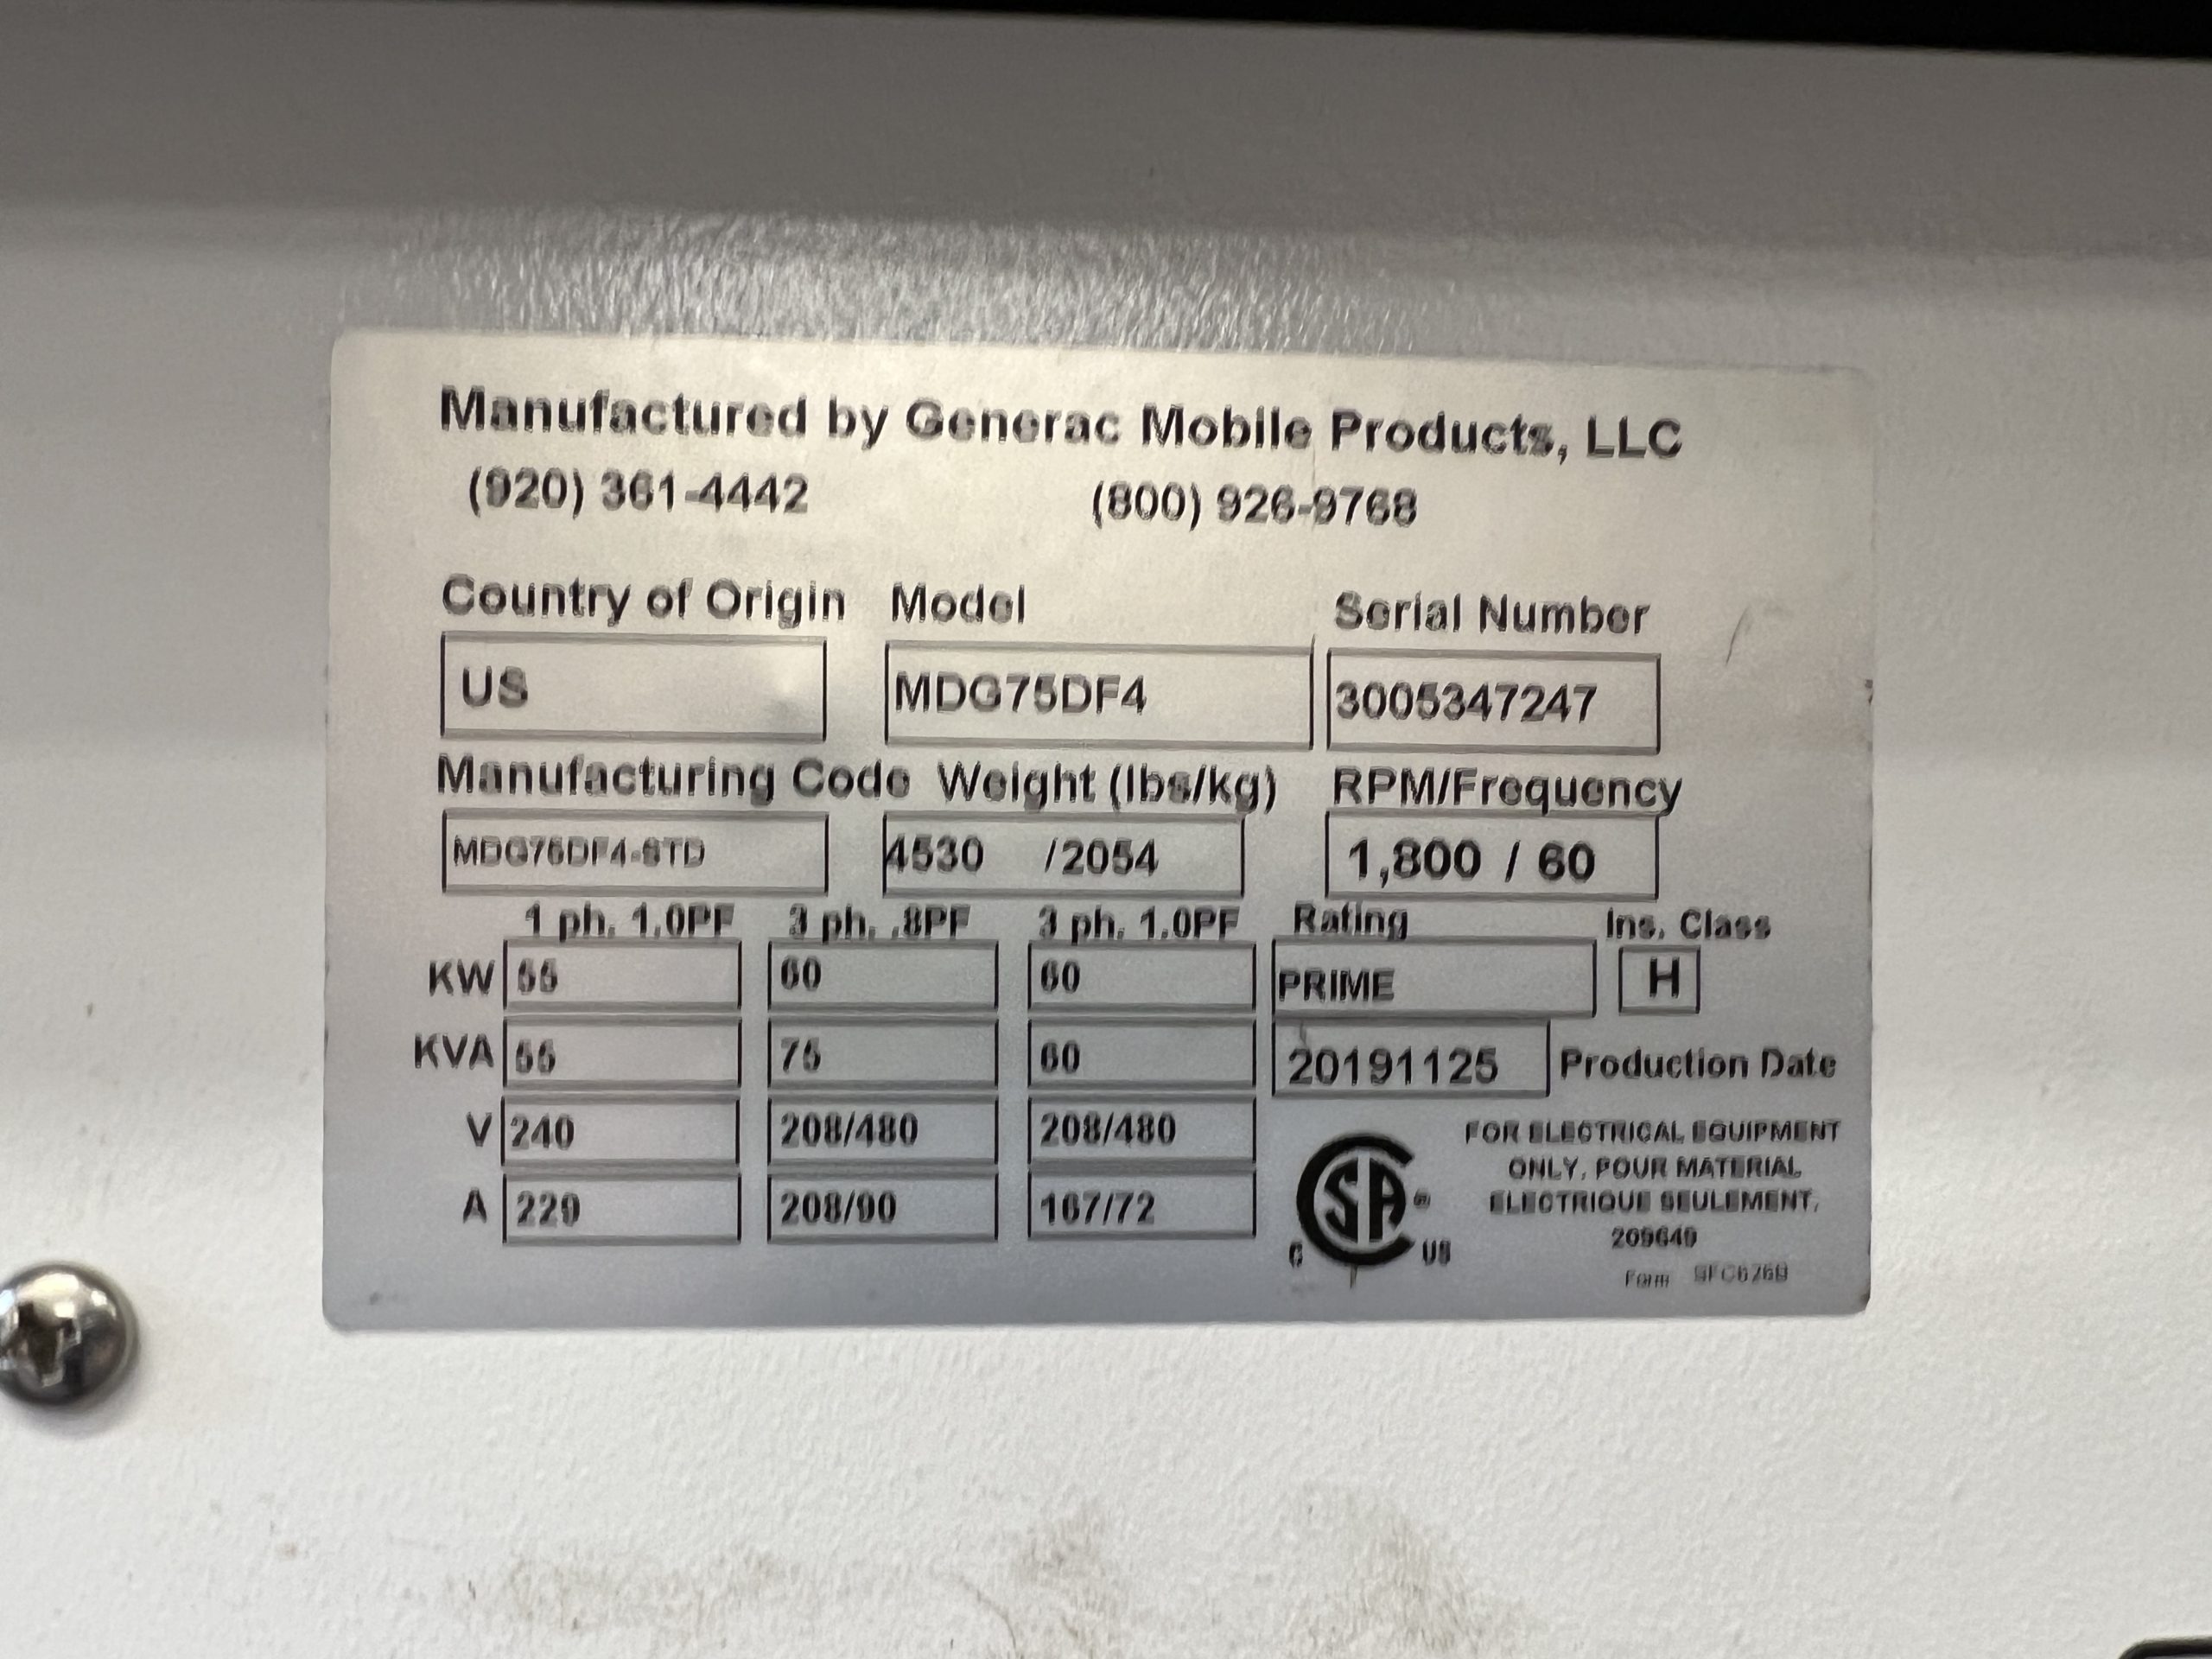 Manufactured by Generac Mobile Products, LLC
(920) 361-4442 (800) 926-9768
Country of Origin Model Serial Number
US MDG75DF4 3005347247
Manufacturing Code Weight (lbs/kg) RPM/Frequency
MDG75DF4-STD 4530 /2054 1,800 / 60
1 ph. 1.0PF 3 ph. .8PF 3 ph. 1.0PF Rating Ins. Class
KW 55 60 60 PRIME H
KVA 55 75 60 20191125 Production Date
V 240 208/480 208/480
A 229 208/90 167/72
FOR ELECTRICAL EQUIPMENT
ONLY, POUR MATERIAL
ELECTRIQUE SEULEMENT,
C SA ® US
209649
Form